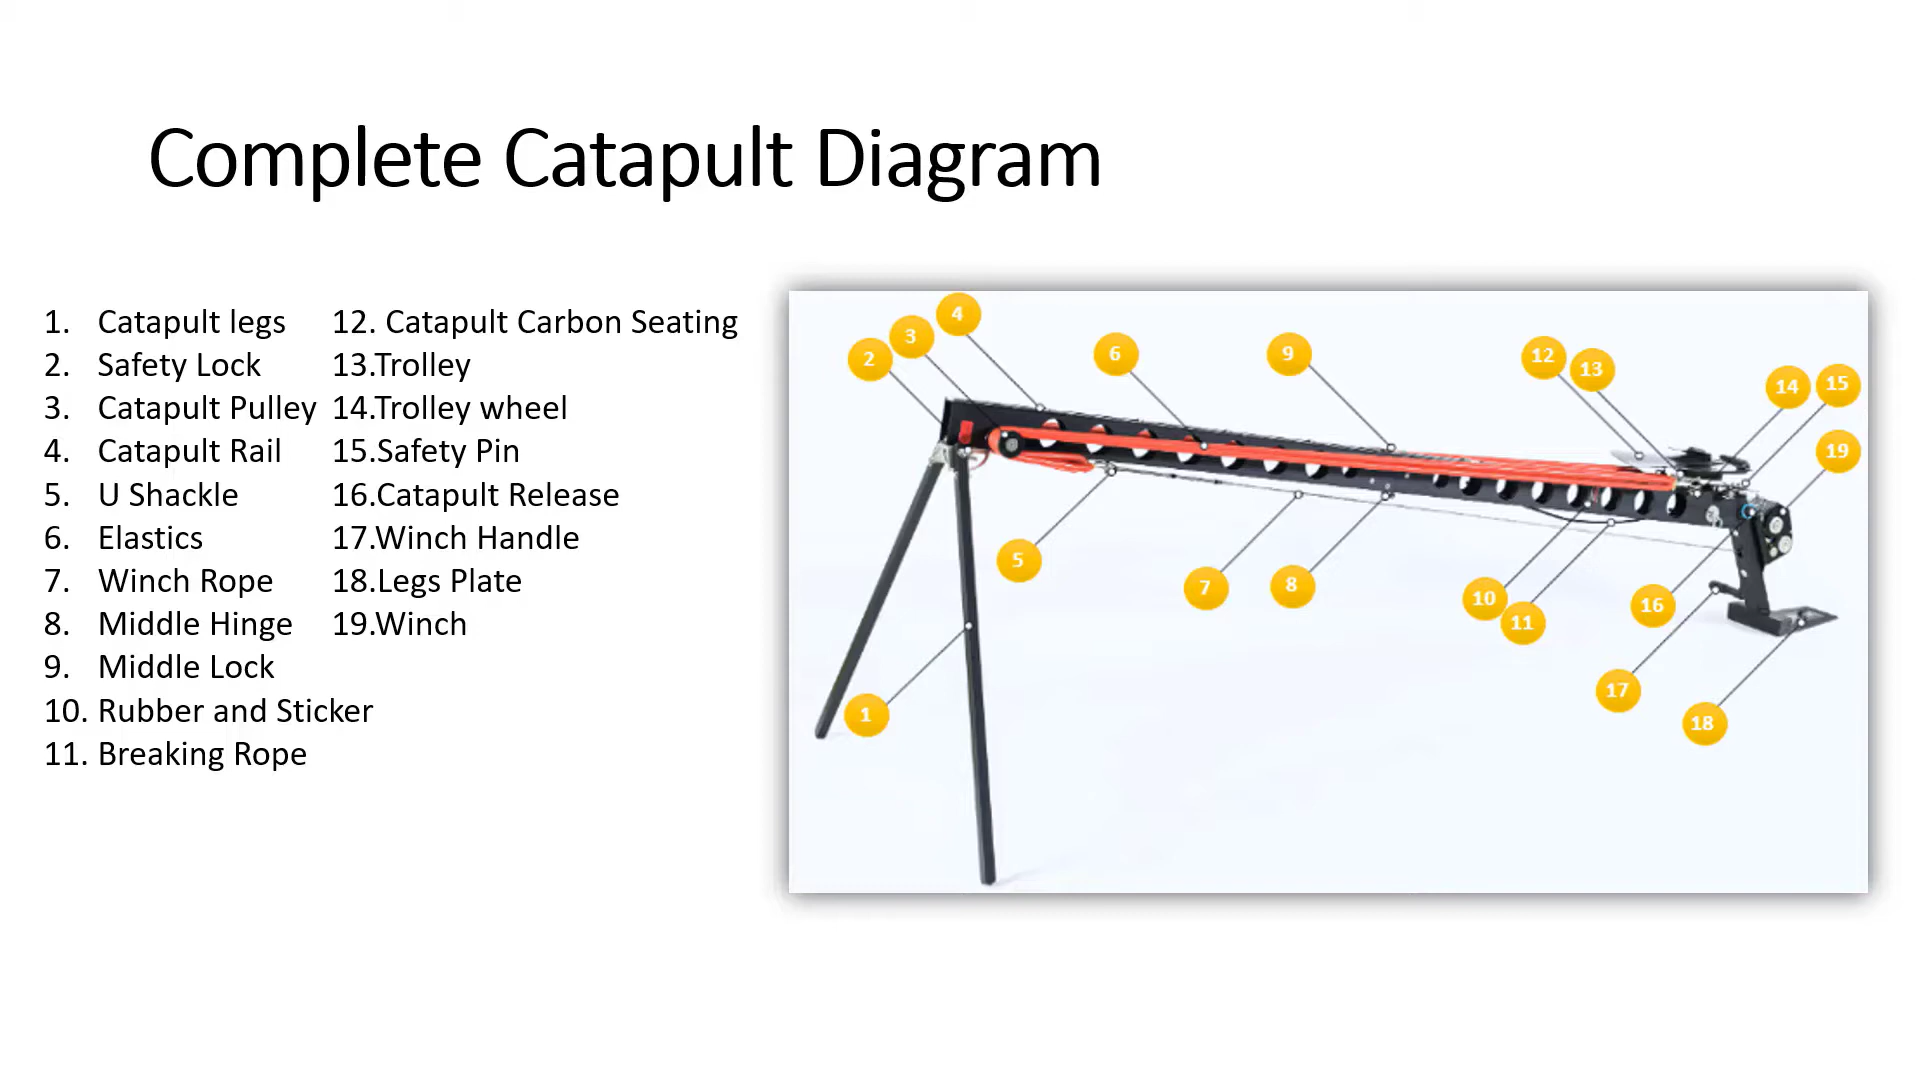 Complete Catapult Diagram
1. Catapult legs
2. Safety Lock
3. Catapult Pulley
4. Catapult Rail
5. U Shackle
6. Elastics
7. Winch Rope
8. Middle Hinge
9. Middle Lock
10. Rubber and Sticker
11. Breaking Rope
12. Catapult Carbon Seating
13.Trolley
14.Trolley wheel
15.Safety Pin
16.Catapult Release
17.Winch Handle
18.Legs Plate
19.Winch
4
3
2
6
9
12
13
14
15
19
5
7
8
10
11
16
17
18
1